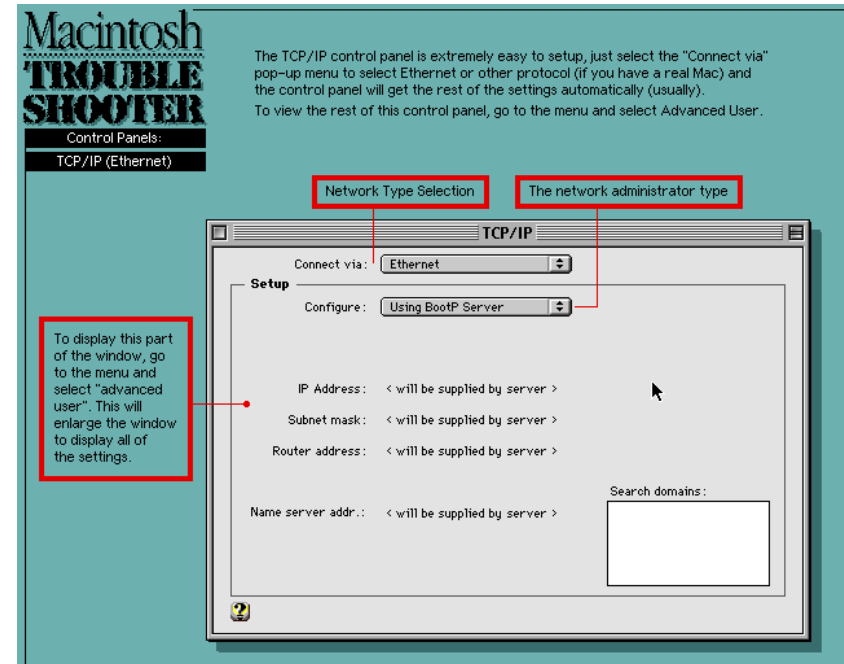 Macintosh
TROUBLE
SHOOTER
Control Panels:
TCP/IP (Ethernet)
The TCP/IP control panel is extremely easy to setup, just select the "Connect via"
pop-up menu to select Ethernet or other protocol (if you have a real Mac) and
the control panel will get the rest of the settings automatically (usually).
To view the rest of this control panel, go to the menu and select Advanced User.
Network Type Selection
The network administrator type
TCP/IP
Connect via: Ethernet
Setup
Configure: Using BootP Server
To display this part
of the window, go
to the menu and
select "advanced
user". This will
enlarge the window
to display all of
the settings.
IP Address: < will be supplied by server >
Subnet mask: < will be supplied by server >
Router address: < will be supplied by server >
Search domains:
Name server addr.: < will be supplied by server >
?